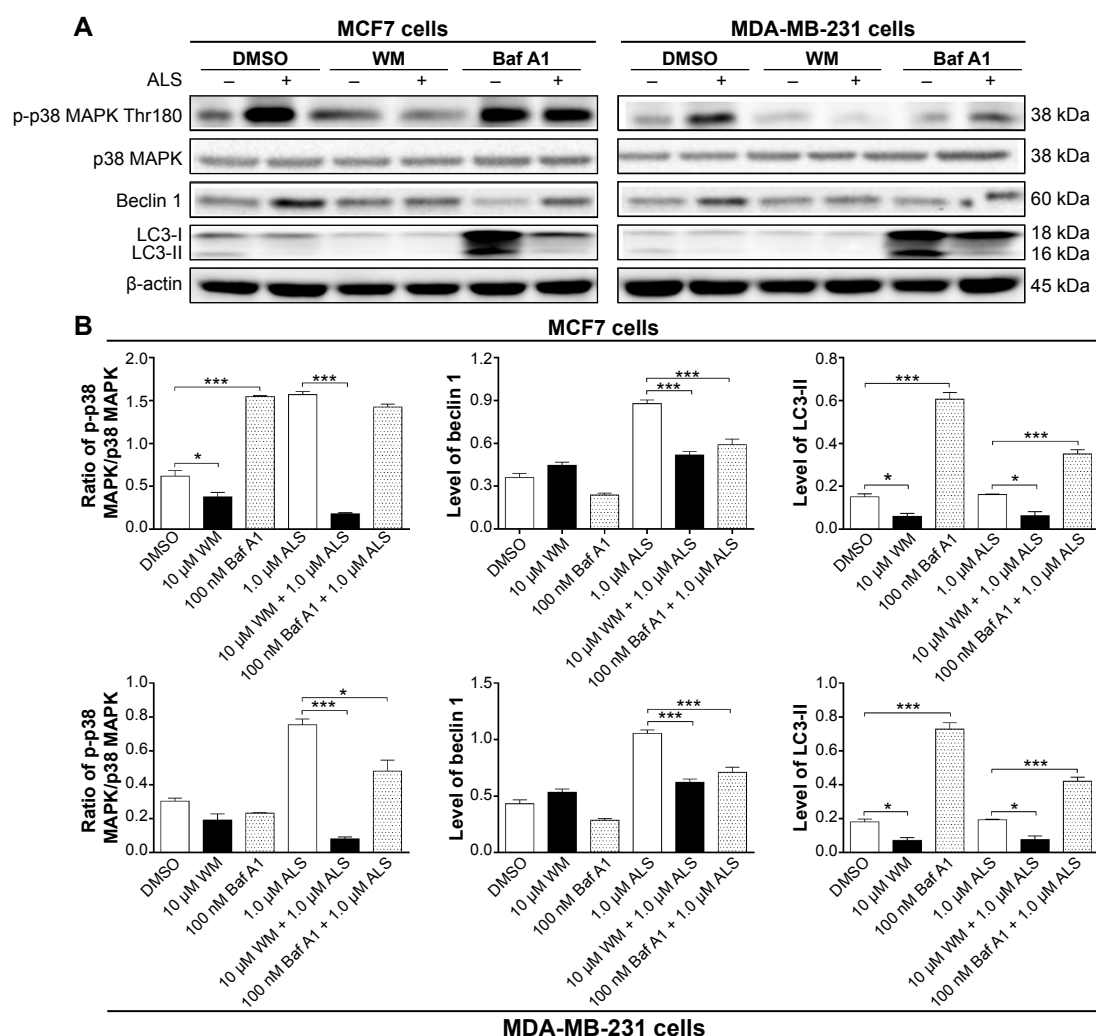 A
MCF7 cells
MDA-MB-231 cells
DMSO WM Baf A1 DMSO WM Baf A1
ALS – + – + – + – + – + – +
p-p38 MAPK Thr180 38 kDa
p38 MAPK 38 kDa
Beclin 1 60 kDa
LC3-I 18 kDa
LC3-II 16 kDa
β-actin 45 kDa
B
MCF7 cells
Ratio of p-p38
MAPK/p38 MAPK
2.0
1.5
1.0
0.5
0.0
*
***
***
DMSO
10 µM WM
100 nM Baf A1
1.0 µM ALS
10 µM WM + 1.0 µM ALS
100 nM Baf A1 + 1.0 µM ALS
Level of beclin 1
1.2
0.9
0.6
0.3
0.0
***
***
DMSO
10 µM WM
100 nM Baf A1
1.0 µM ALS
10 µM WM + 1.0 µM ALS
100 nM Baf A1 + 1.0 µM ALS
Level of LC3-II
0.6
0.4
0.2
0.0
***
*
***
*
DMSO
10 µM WM
100 nM Baf A1
1.0 µM ALS
10 µM WM + 1.0 µM ALS
100 nM Baf A1 + 1.0 µM ALS
Ratio of p-p38
MAPK/p38 MAPK
1.0
0.8
0.6
0.4
0.2
0.0
*
***
DMSO
10 µM WM
100 nM Baf A1
1.0 µM ALS
10 µM WM + 1.0 µM ALS
100 nM Baf A1 + 1.0 µM ALS
Level of beclin 1
1.5
1.0
0.5
0.0
***
***
DMSO
10 µM WM
100 nM Baf A1
1.0 µM ALS
10 µM WM + 1.0 µM ALS
100 nM Baf A1 + 1.0 µM ALS
Level of LC3-II
1.0
0.8
0.6
0.4
0.2
0.0
***
*
***
*
DMSO
10 µM WM
100 nM Baf A1
1.0 µM ALS
10 µM WM + 1.0 µM ALS
100 nM Baf A1 + 1.0 µM ALS
MDA-MB-231 cells